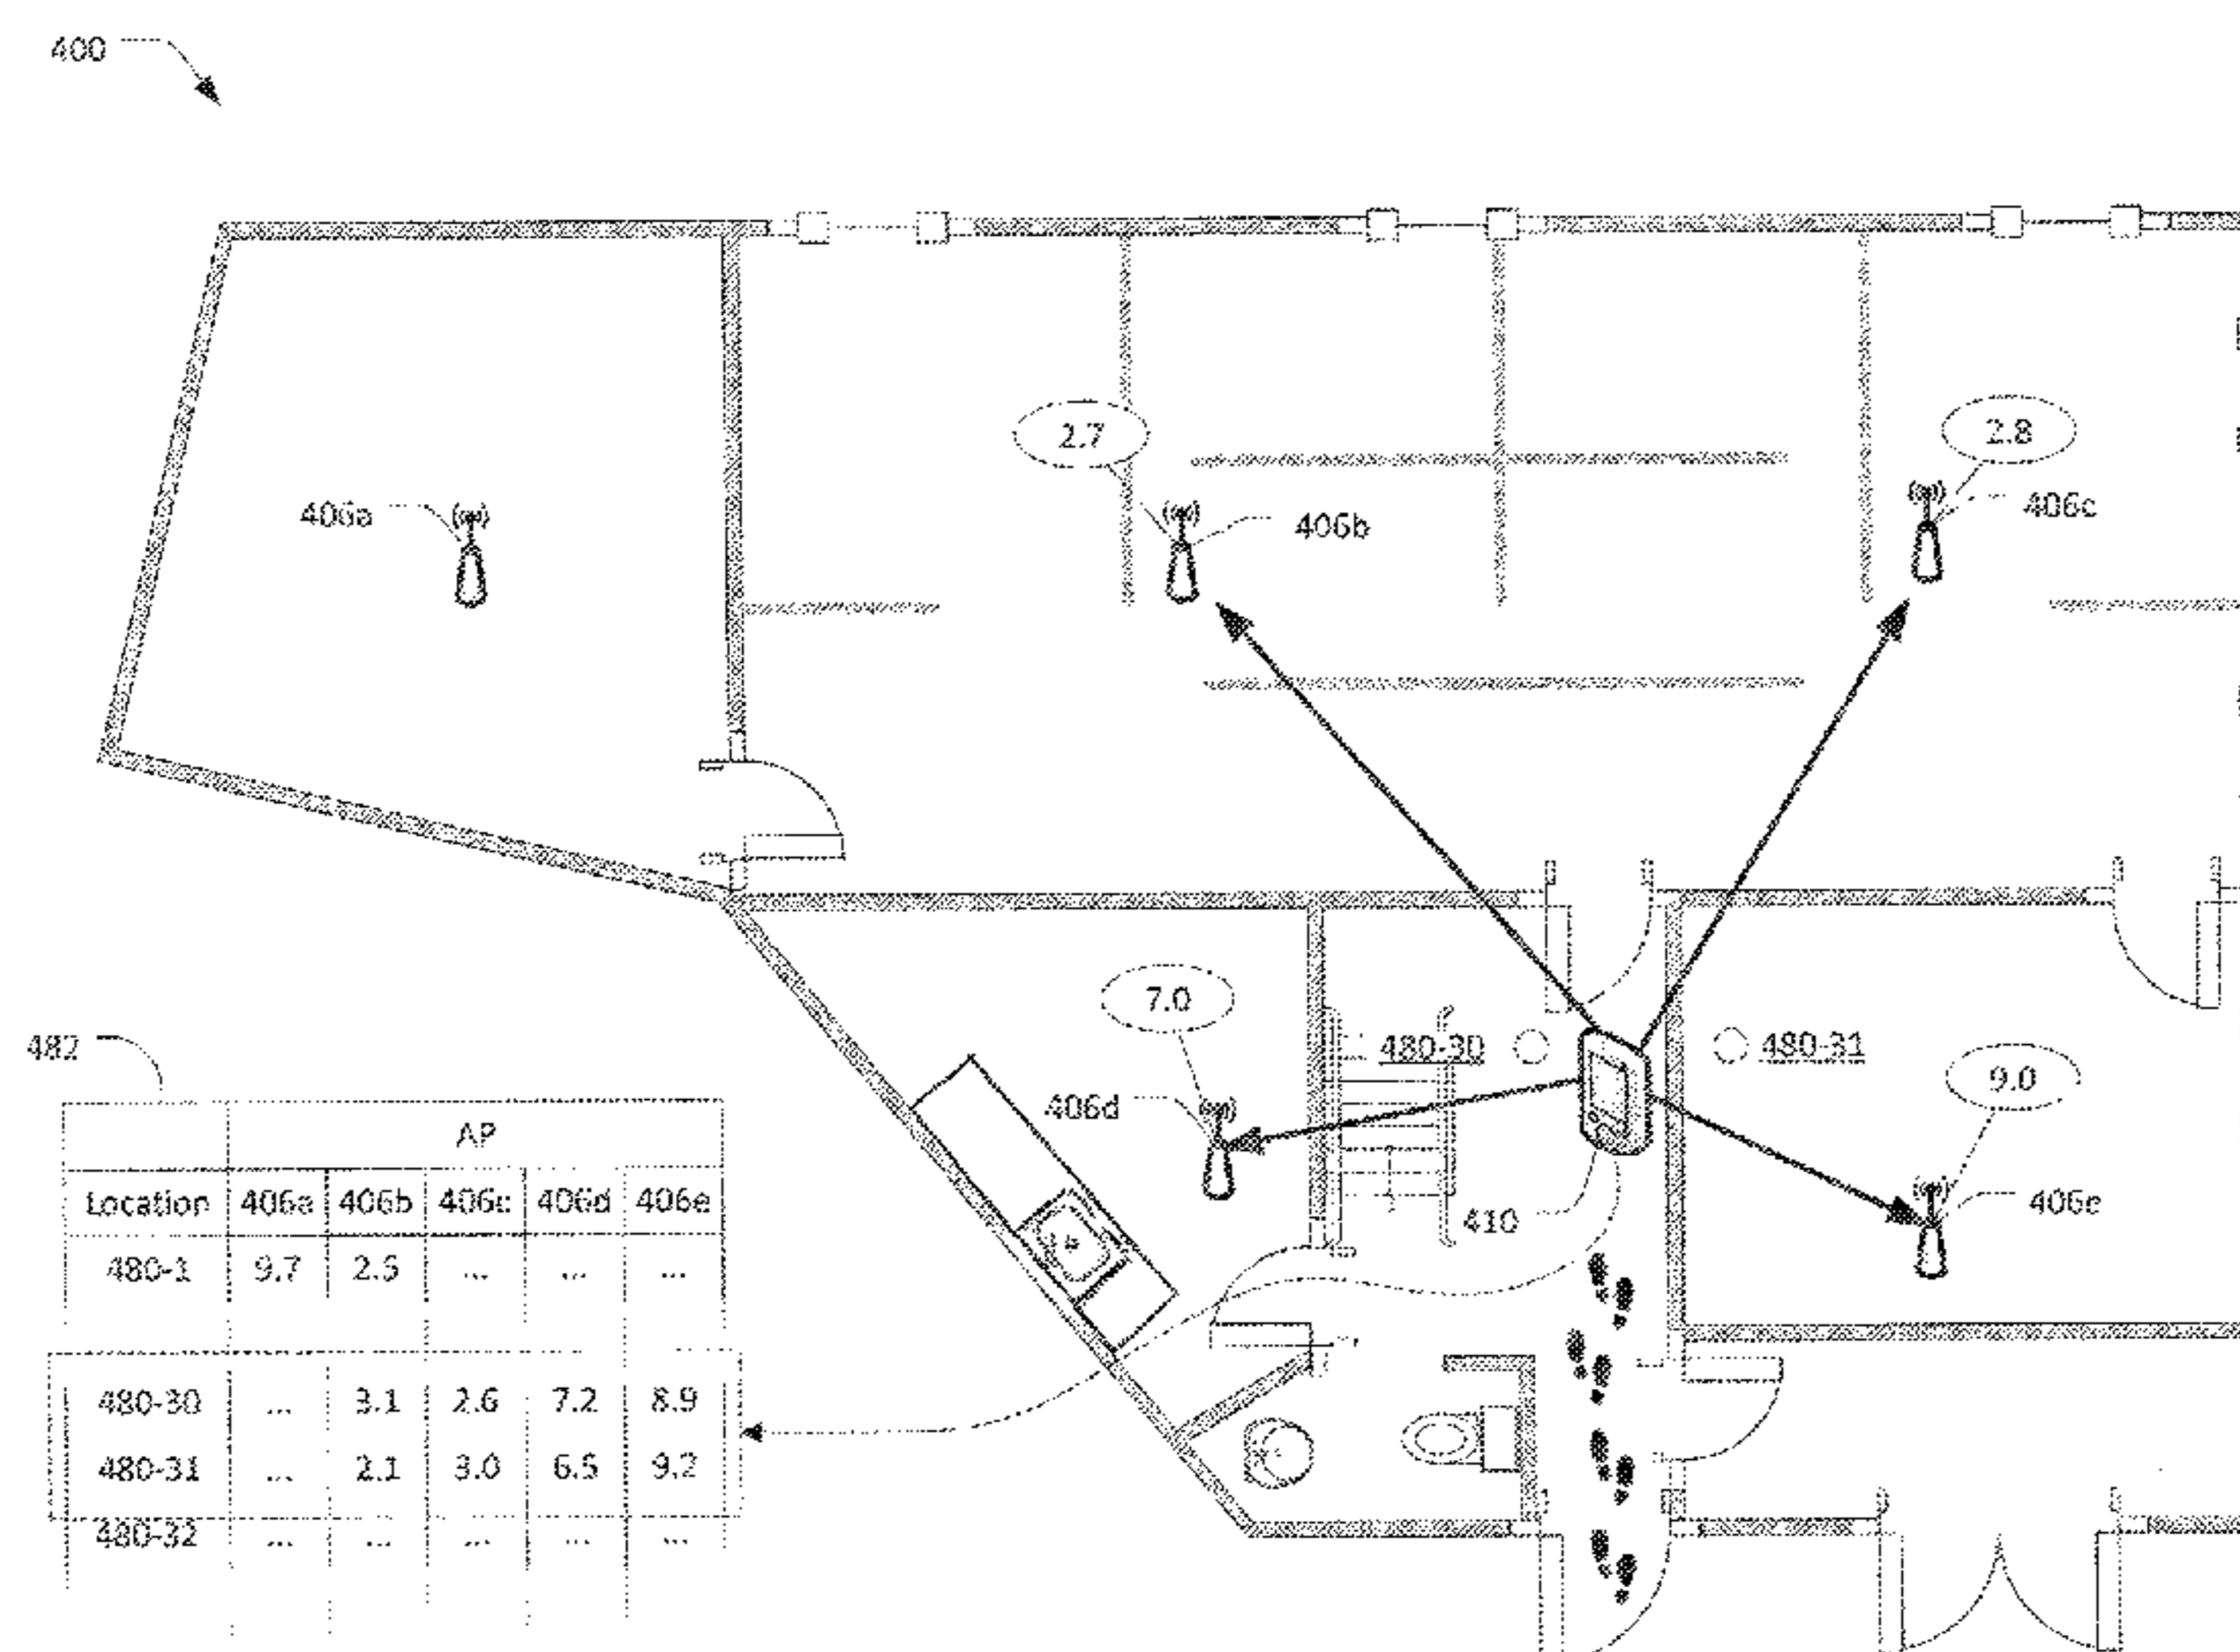 400
2.7
2.8
406a
406b
406c
7.0
480-30
480-31
9.0
406d
406e
410
482
AP
Location 406a 406b 406c 406d 406e
480-1 9.7 2.5 ... ... ...
480-30 ... 3.1 2.6 7.2 8.9
480-31 ... 2.1 3.0 6.5 9.2
480-32 ... ... ... ... ...